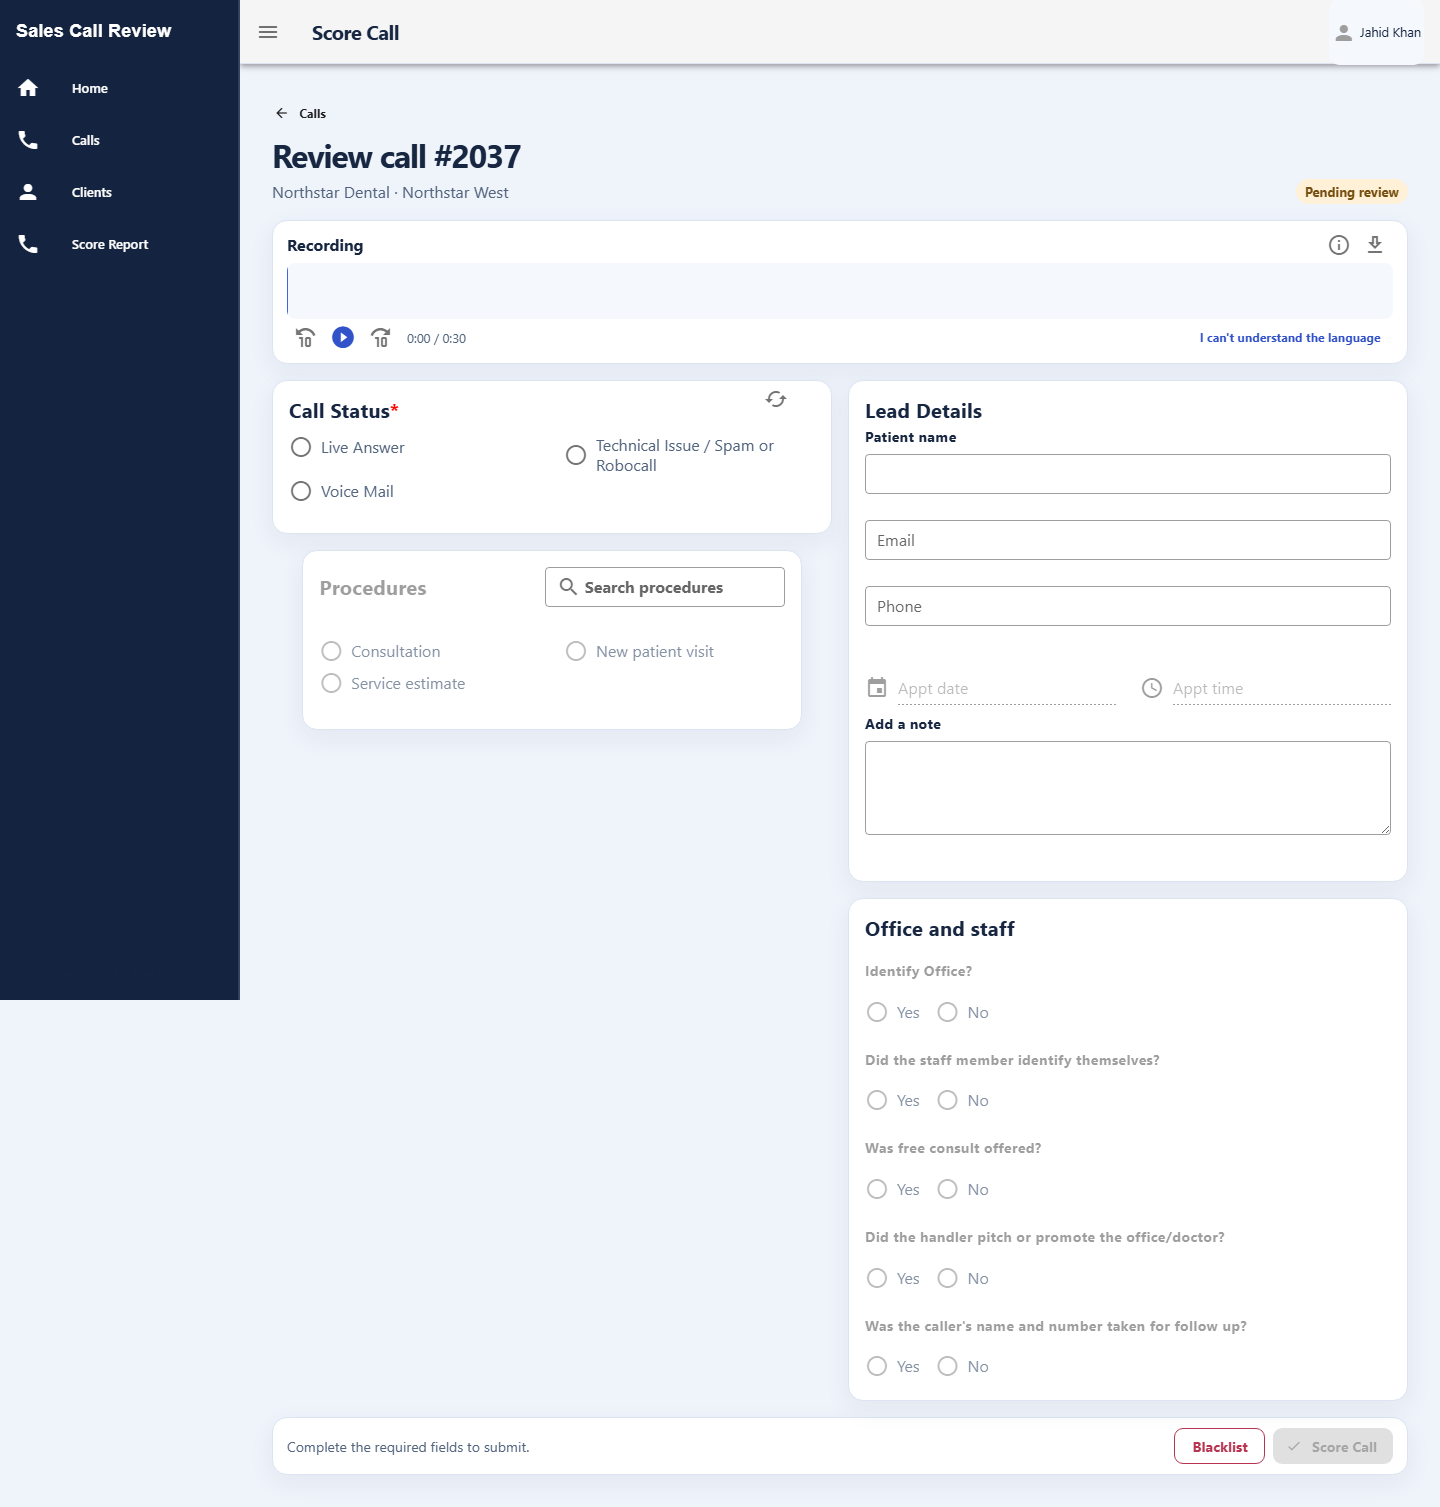 Sales Call Review
Home
Calls
Clients
Score Report
Score Call
Jahid Khan
Calls
Review call #2037
Northstar Dental · Northstar West
Pending review
Recording
10
10
0:00 / 0:30
I can't understand the language
Call Status*
Live Answer
Technical Issue / Spam or
Robocall
Voice Mail
Procedures
Search procedures
Consultation
New patient visit
Service estimate
Lead Details
Patient name
Email
Phone
Appt date
Appt time
Add a note
Office and staff
Identify Office?
Yes
No
Did the staff member identify themselves?
Yes
No
Was free consult offered?
Yes
No
Did the handler pitch or promote the office/doctor?
Yes
No
Was the caller's name and number taken for follow up?
Yes
No
Complete the required fields to submit.
Blacklist
Score Call